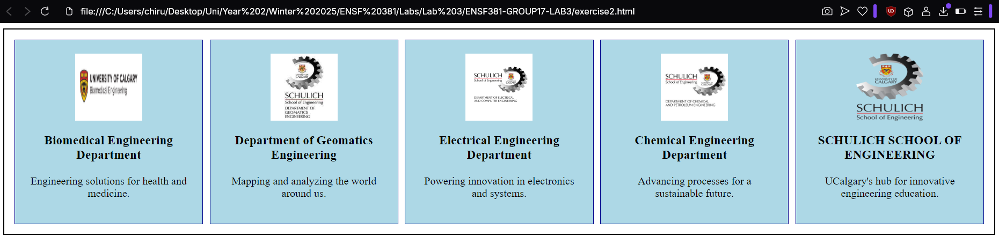 file:///C:/Users/chiru/Desktop/Uni/Year%202/Winter%202025/ENSF%20381/Labs/Lab%203/ENSF381-GROUP17-LAB3/exercise2.html
UNIVERSITY OF CALGARY
Biomedical Engineering
Biomedical Engineering
Department
Engineering solutions for health and
medicine.
UNIVERSITY OF
CALGARY
SCHULICH
School of Engineering
DEPARTMENT OF
GEOMATICS
ENGINEERING
Department of Geomatics
Engineering
Mapping and analyzing the world
around us.
SCHULICH
School of Engineering
UNIVERSITY OF
CALGARY
DEPARTMENT OF ELECTRICAL
AND COMPUTER ENGINEERING
Electrical Engineering
Department
Powering innovation in electronics
and systems.
SCHULICH
School of Engineering
UNIVERSITY OF
CALGARY
DEPARTMENT OF CHEMICAL
AND PETROLEUM ENGINEERING
Chemical Engineering
Department
Advancing processes for a
sustainable future.
UNIVERSITY OF
CALGARY
SCHULICH
School of Engineering
SCHULICH SCHOOL OF
ENGINEERING
UCalgary's hub for innovative
engineering education.